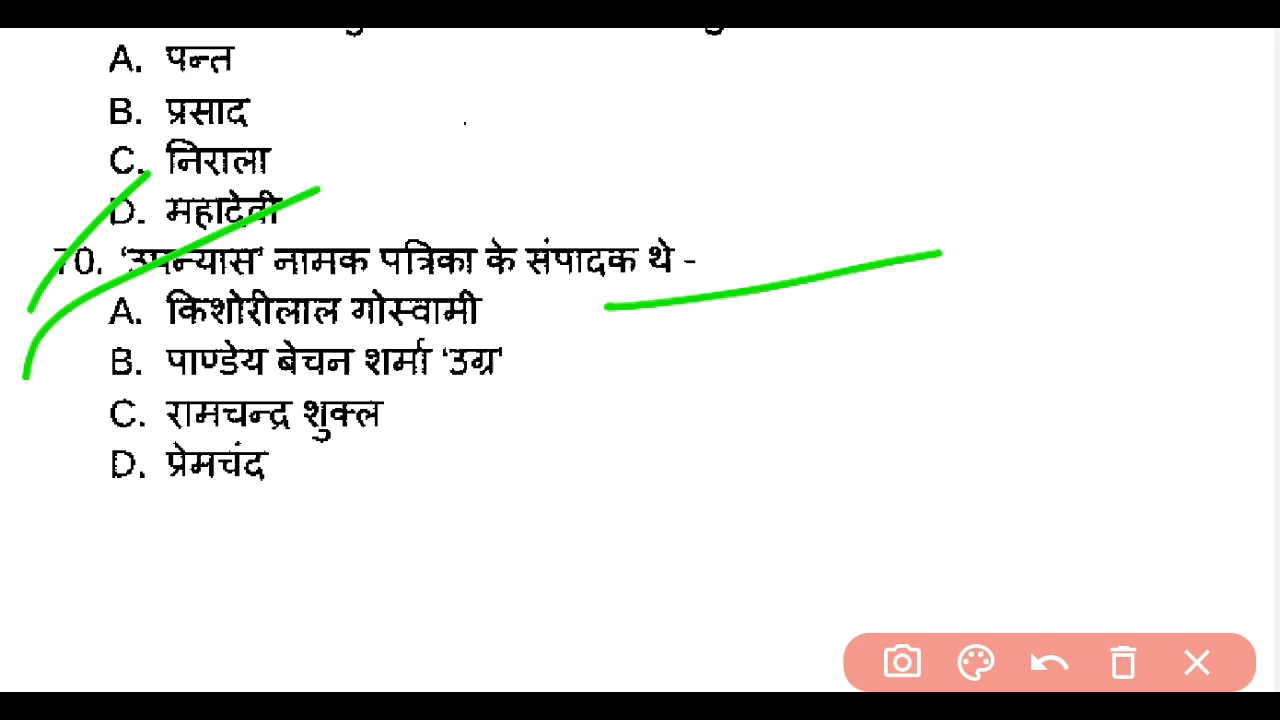 A. पन्त
B. प्रसाद
C. निराला
D. महादेवी
70. 'उपन्यास' नामक पत्रिका के संपादक थे -
A. किशोरीलाल गोस्वामी
B. पाण्डेय बेचन शर्मा 'उग्र'
C. रामचन्द्र शुक्ल
D. प्रेमचंद